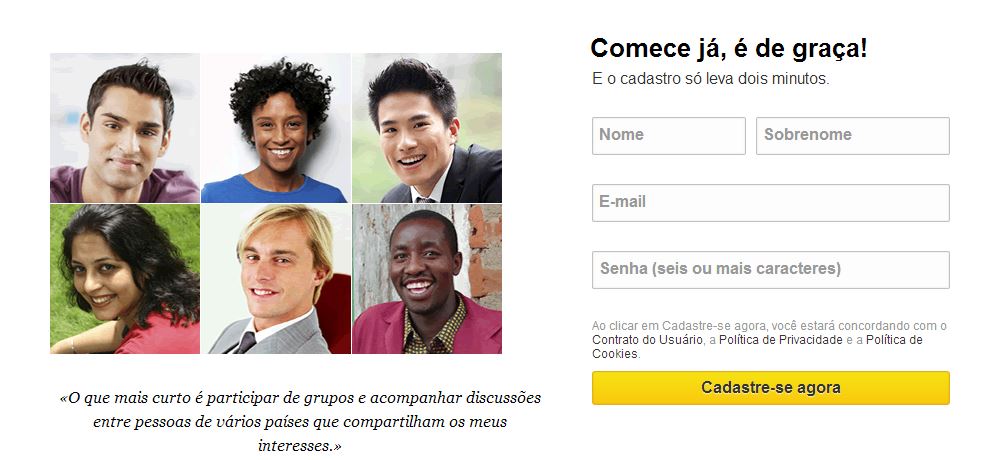 Comece já, é de graça!
E o cadastro só leva dois minutos.
Nome Sobrenome
E-mail
Senha (seis ou mais caracteres)
Ao clicar em Cadastre-se agora, você estará concordando com o
Contrato do Usuário, a Política de Privacidade e a Política de
Cookies.
Cadastre-se agora
«O que mais curto é participar de grupos e acompanhar discussões
entre pessoas de vários países que compartilham os meus
interesses.»